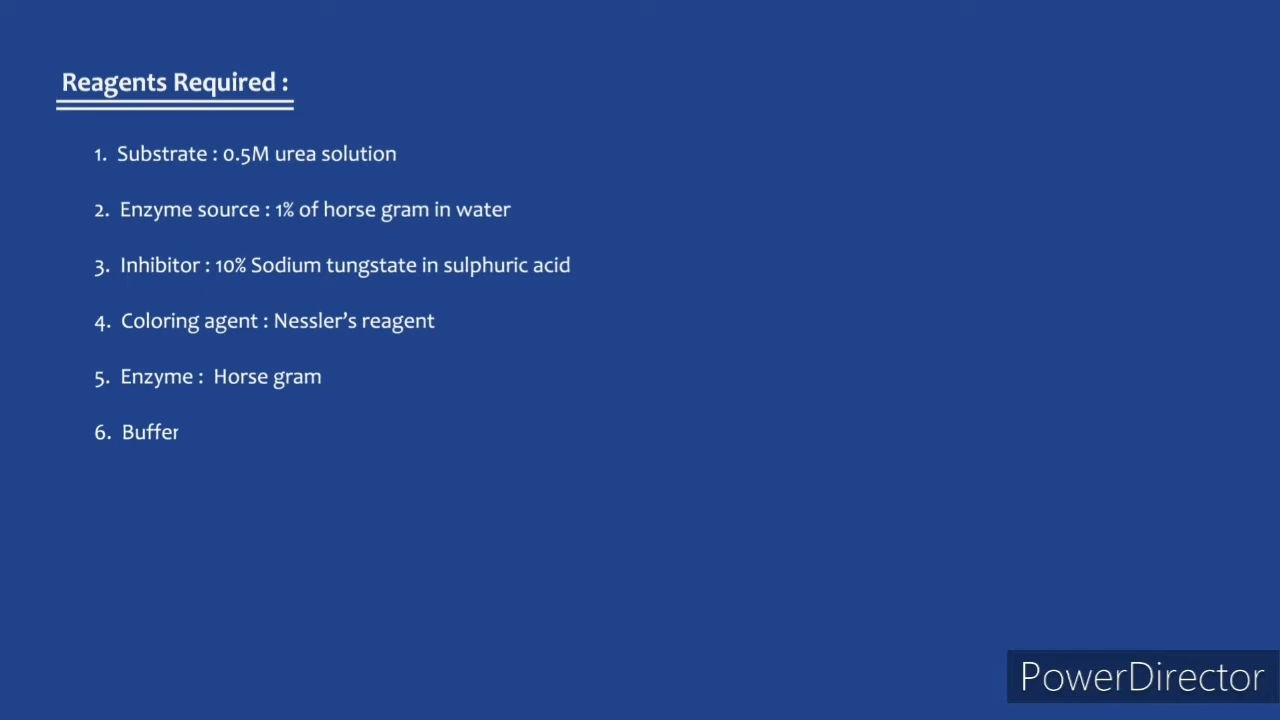 Reagents Required :
1. Substrate : 0.5M urea solution
2. Enzyme source : 1% of horse gram in water
3. Inhibitor : 10% Sodium tungstate in sulphuric acid
4. Coloring agent : Nessler’s reagent
5. Enzyme : Horse gram
6. Buffer
PowerDirector